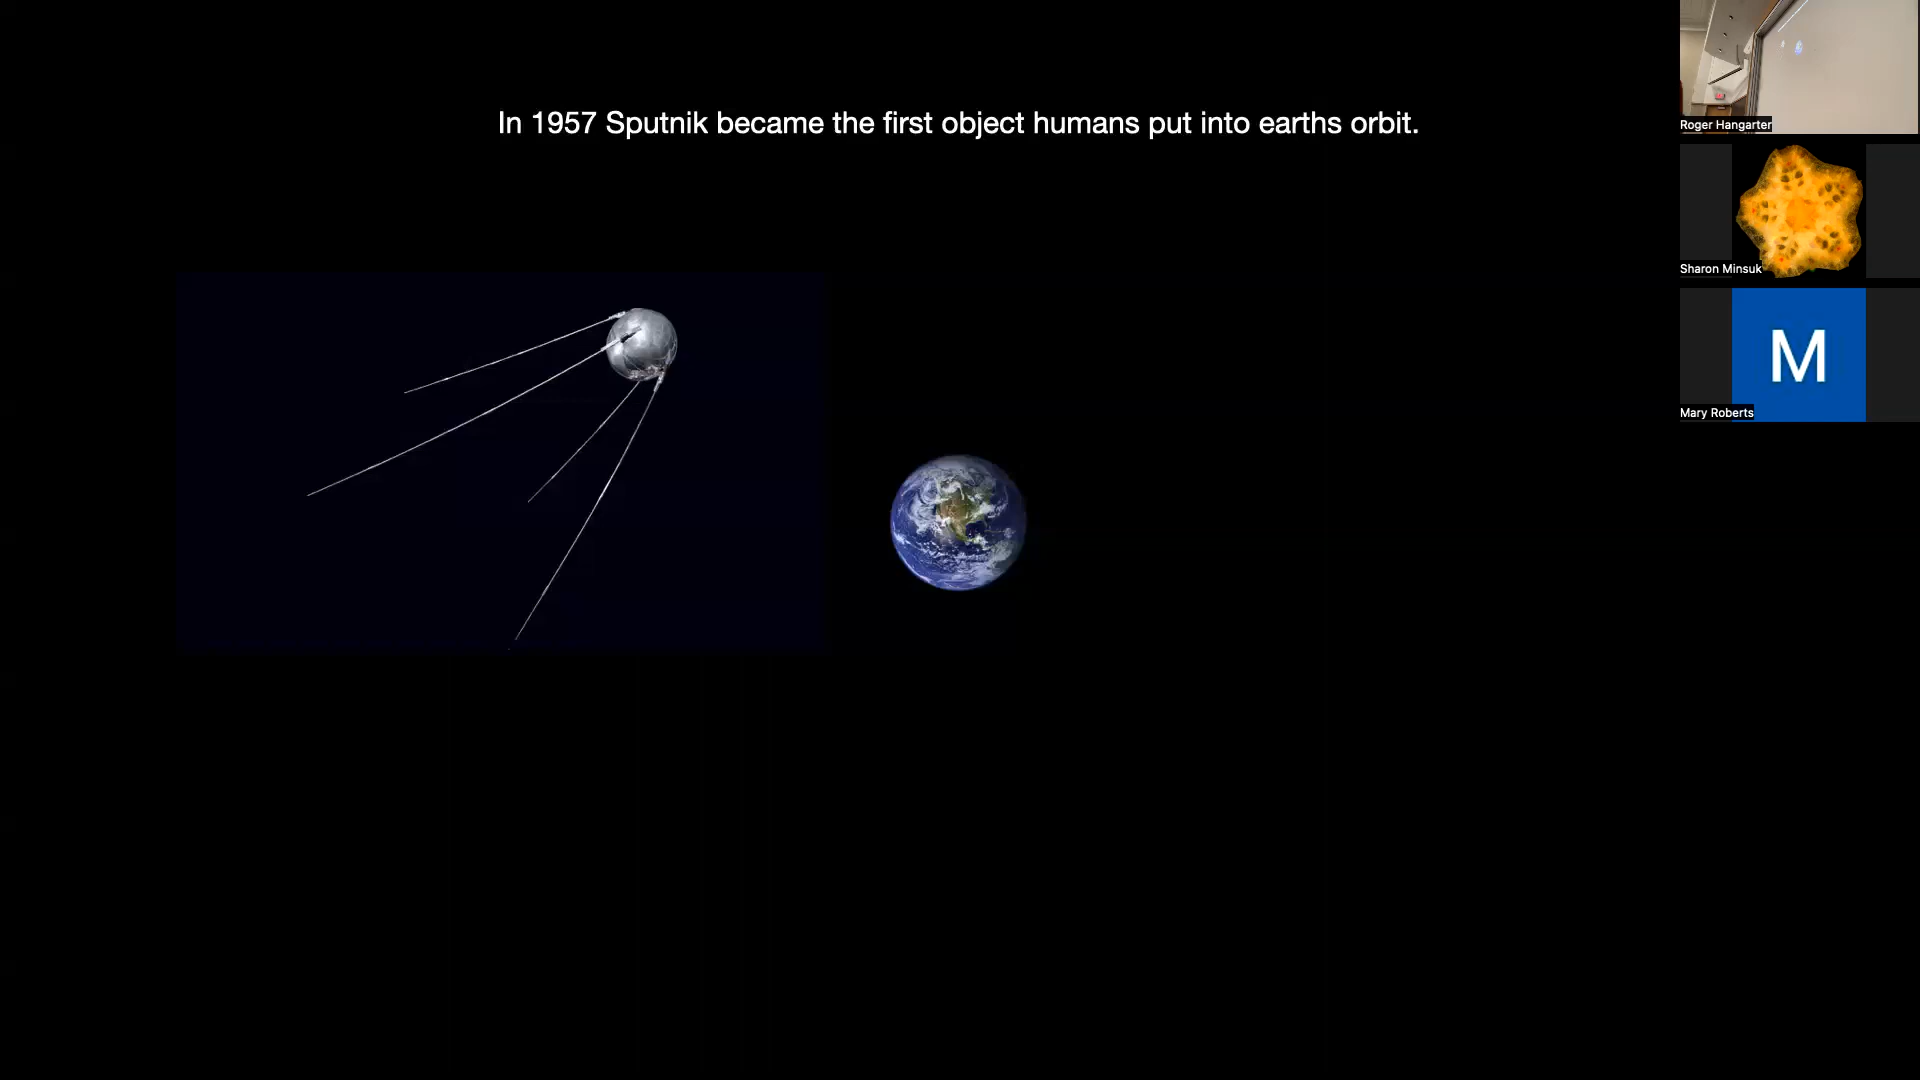 In 1957 Sputnik became the first object humans put into earths orbit.
Roger Hangarter
Sharon Minsuk
M
Mary Roberts